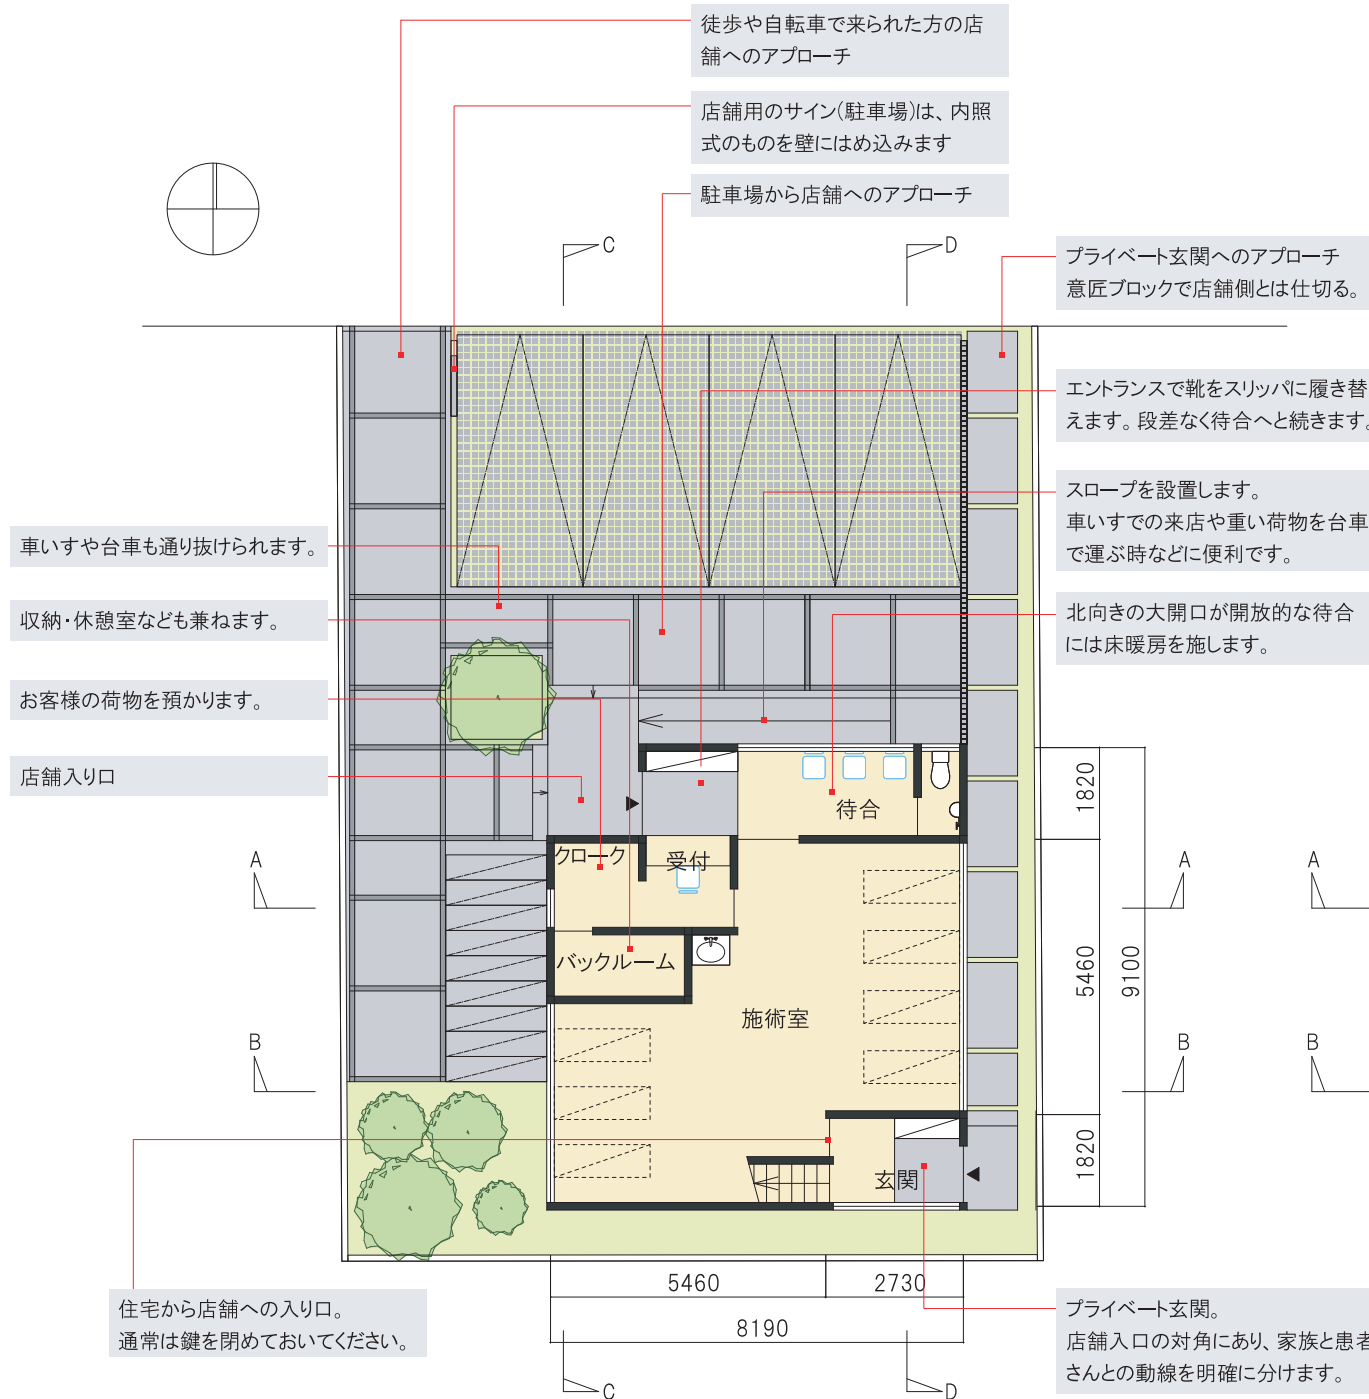 徒歩や自転車で来られた方の店
舗へのアプローチ
店舗用のサイン(駐車場)は、内照
式のものを壁にはめ込みます
駐車場から店舗へのアプローチ
C
D
プライベート玄関へのアプローチ
意匠ブロックで店舗側とは仕切る。
エントランスで靴をスリッパに履き替
えます。段差なく待合へと続きます。
スロープを設置します。
車いすでの来店や重い荷物を台車
で運ぶ時などに便利です。
車いすや台車も通り抜けられます。
収納・休憩室なども兼ねます。
北向きの大開口が開放的な待合
には床暖房を施します。
お客様の荷物を預かります。
店舗入り口
待合
1820
クローク
受付
A
A
A
バックルーム
5460
9100
施術室
B
B
B
玄関
1820
5460
2730
8190
住宅から店舗への入り口。
通常は鍵を閉めておいてください。
プライベート玄関。
店舗入口の対角にあり、家族と患者
さんとの動線を明確に分けます。
C
D